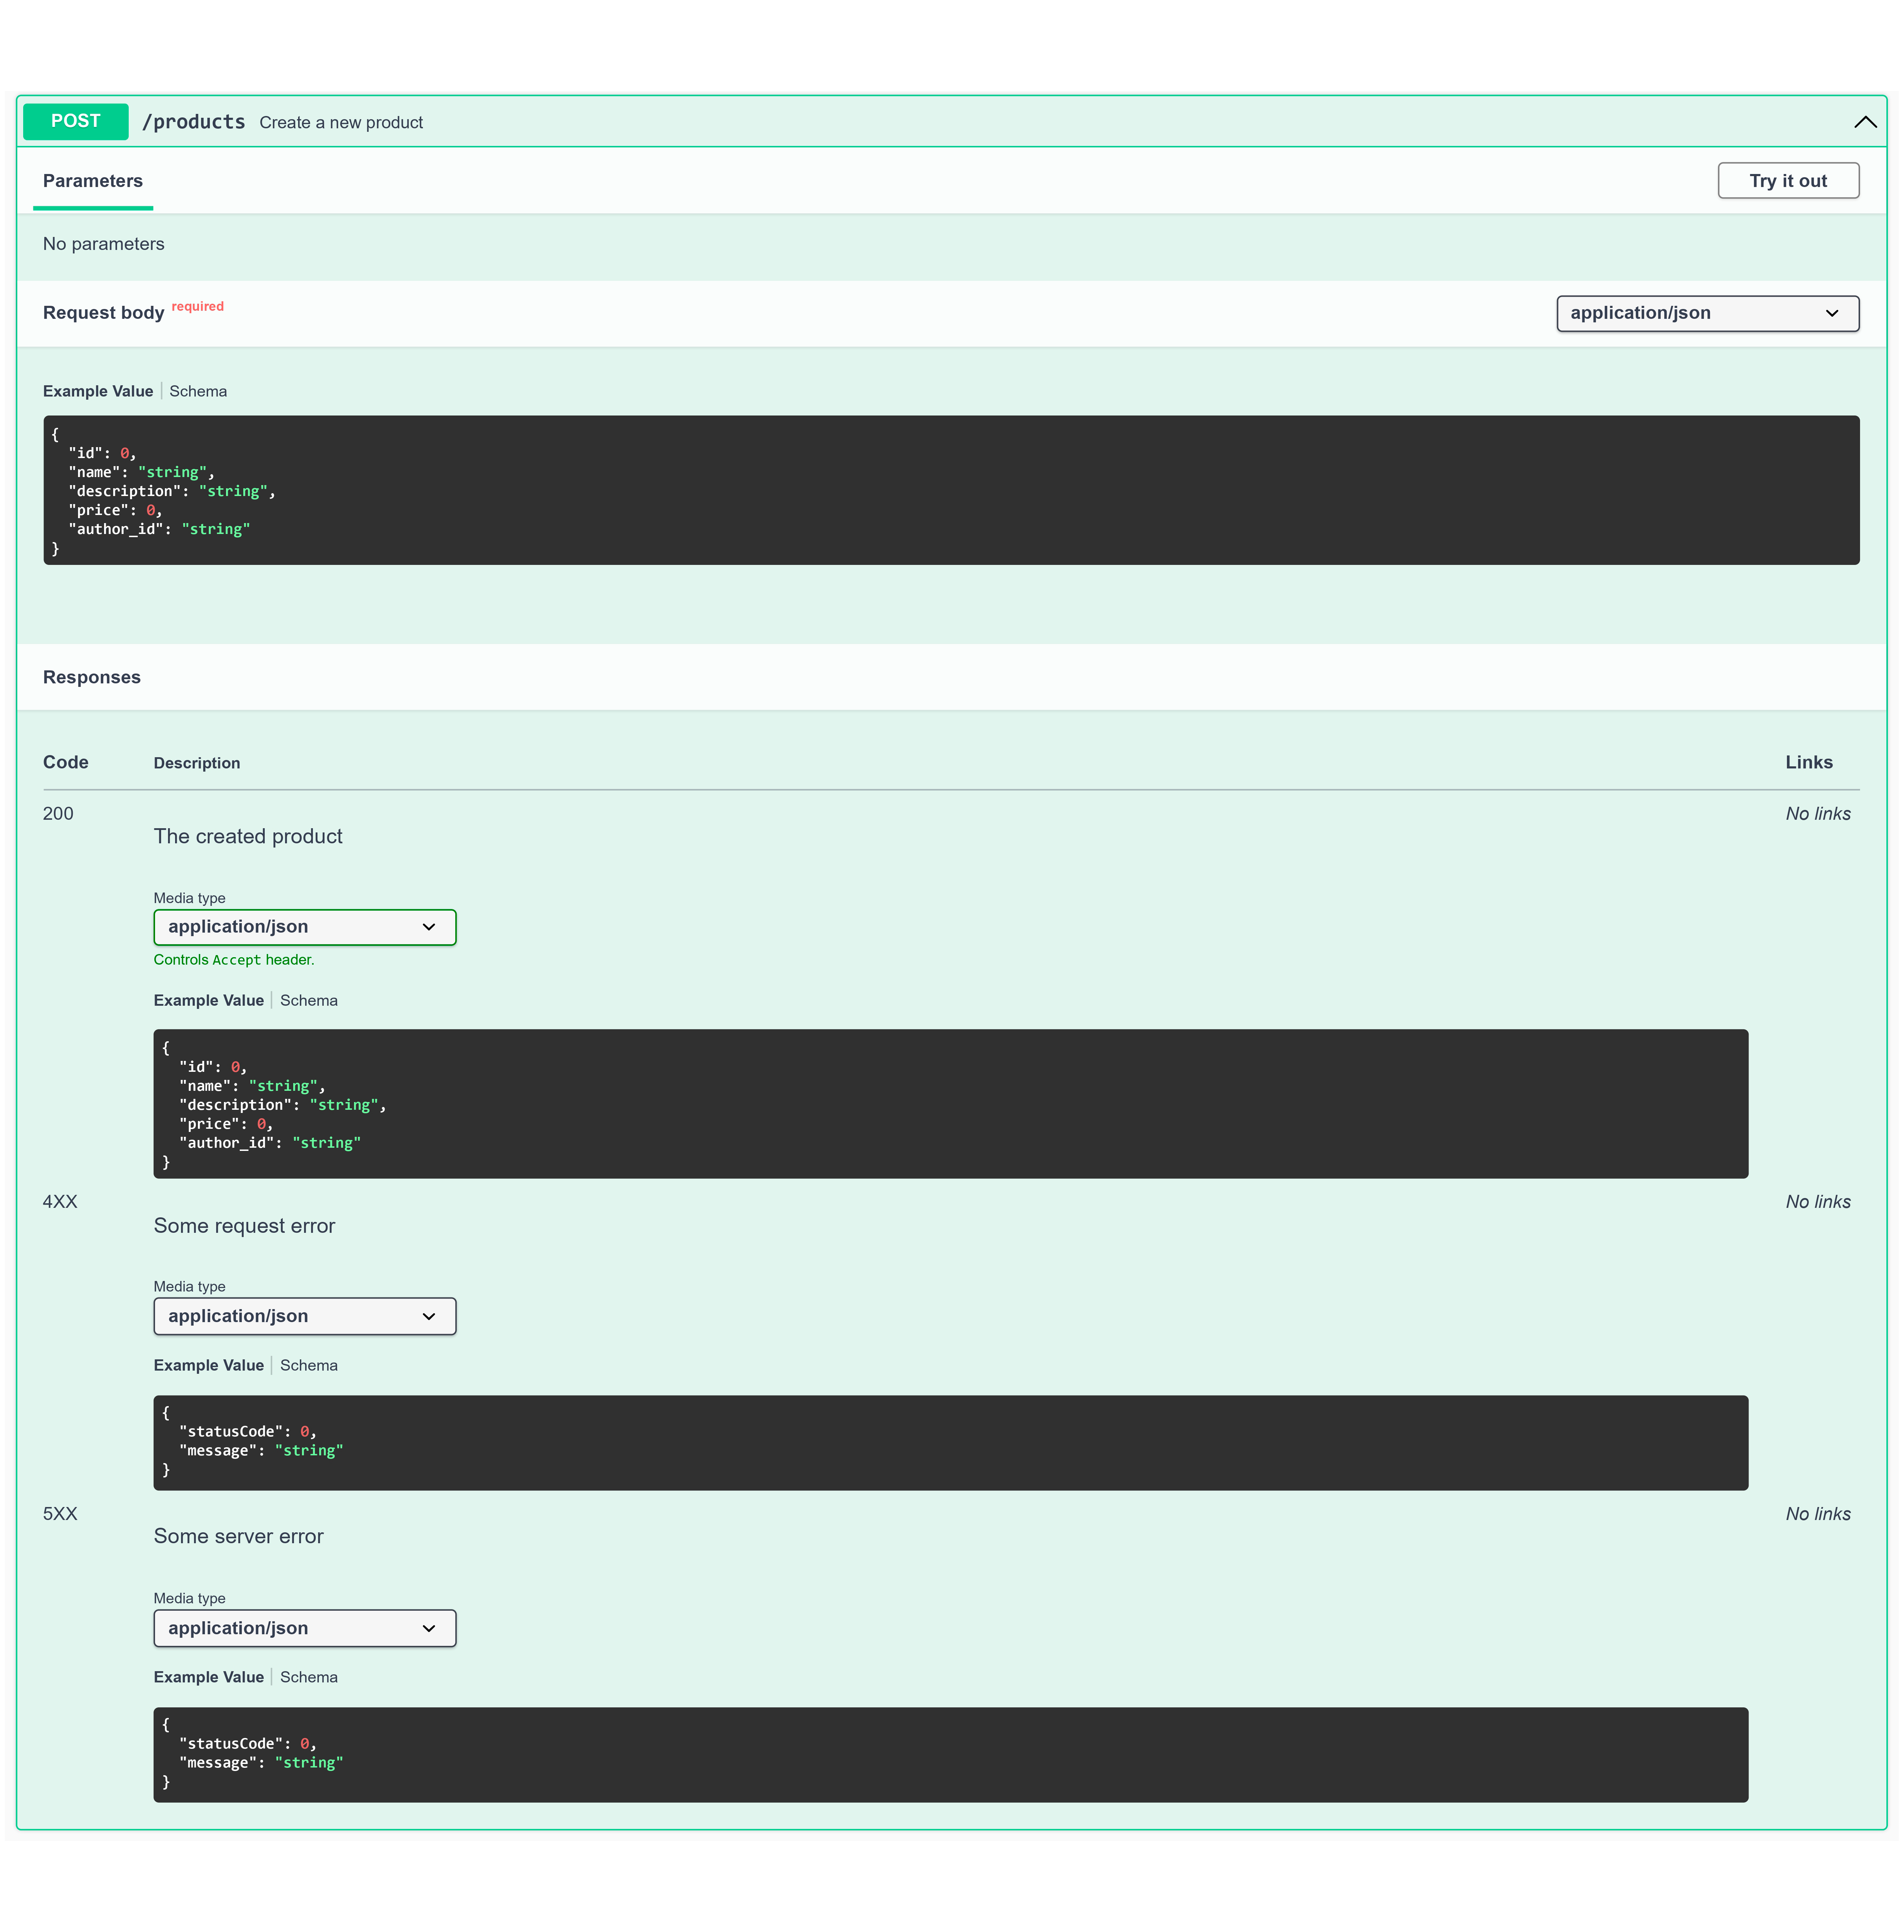 POST /products Create a new product
Parameters Try it out
No parameters
Request body required application/json
Example Value Schema
{
  "id": 0,
  "name": "string",
  "description": "string",
  "price": 0,
  "author_id": "string"
}
Responses
Code Description Links
200 No links
The created product
Media type
application/json
Controls Accept header.
Example Value Schema
{
  "id": 0,
  "name": "string",
  "description": "string",
  "price": 0,
  "author_id": "string"
}
4XX No links
Some request error
Media type
application/json
Example Value Schema
{
  "statusCode": 0,
  "message": "string"
}
5XX No links
Some server error
Media type
application/json
Example Value Schema
{
  "statusCode": 0,
  "message": "string"
}